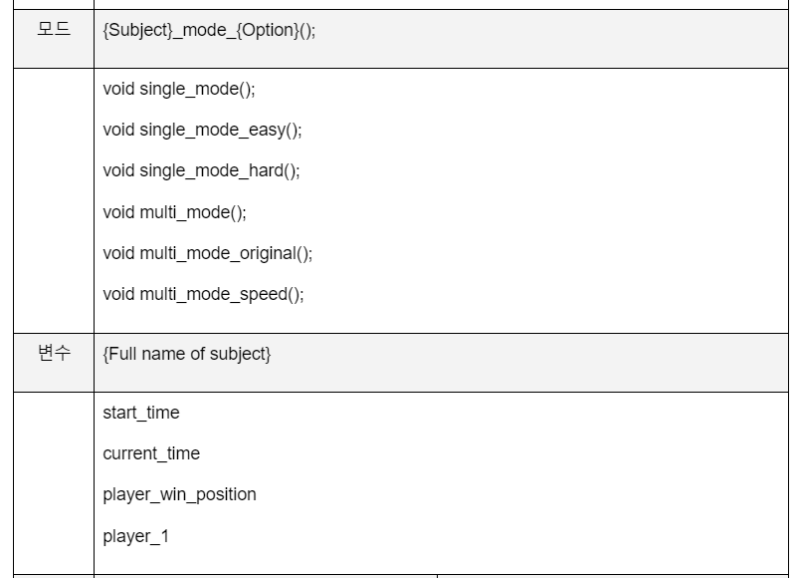 모드 {Subject}_mode_{Option}();
void single_mode();
void single_mode_easy();
void single_mode_hard();
void multi_mode();
void multi_mode_original();
void multi_mode_speed();
변수 {Full name of subject}
start_time
current_time
player_win_position
player_1